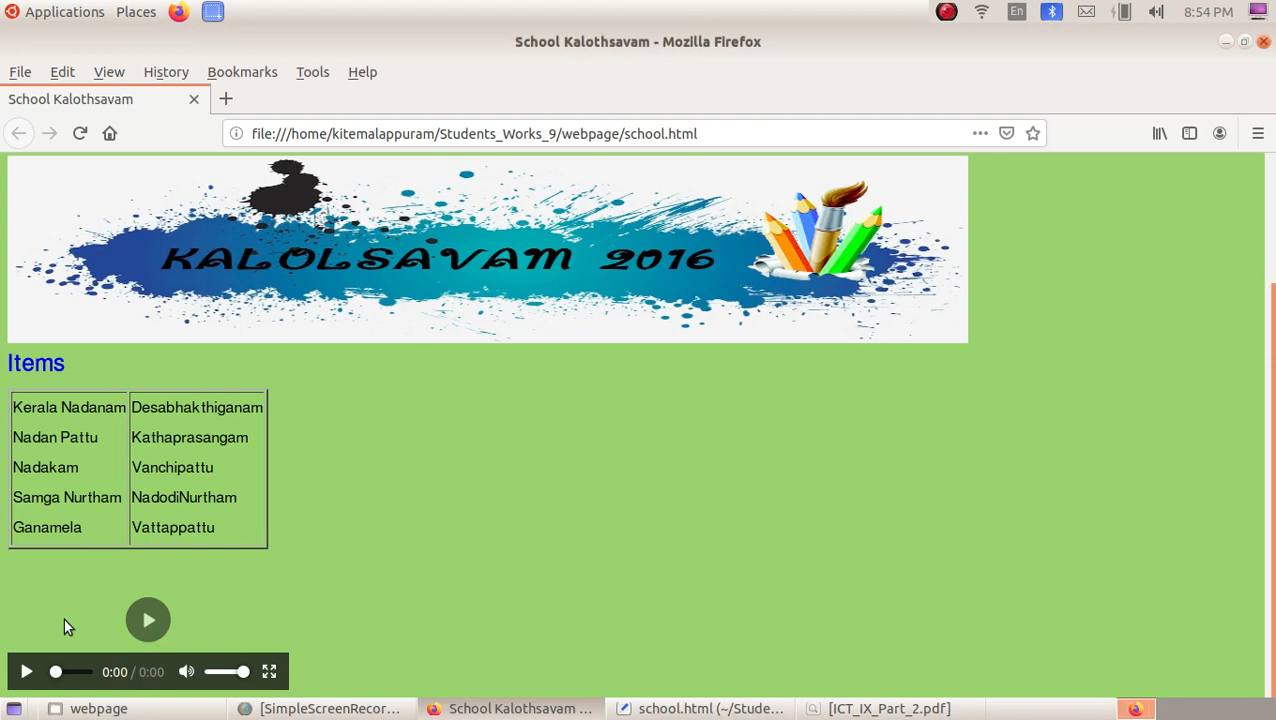 Applications Places En 8:54 PM
School Kalothsavam - Mozilla Firefox
File Edit View History Bookmarks Tools Help
School Kalothsavam
file:///home/kitemalappuram/Students_Works_9/webpage/school.html
KALOLSAVAM 2016
Items
Kerala Nadanam Desabhakthiganam
Nadan Pattu Kathaprasangam
Nadakam Vanchipattu
Samga Nurtham NadodiNurtham
Ganamela Vattappattu
0:00 / 0:00
webpage [SimpleScreenRecor... School Kalothsavam ... school.html (~/Stude... [ICT_IX_Part_2.pdf]